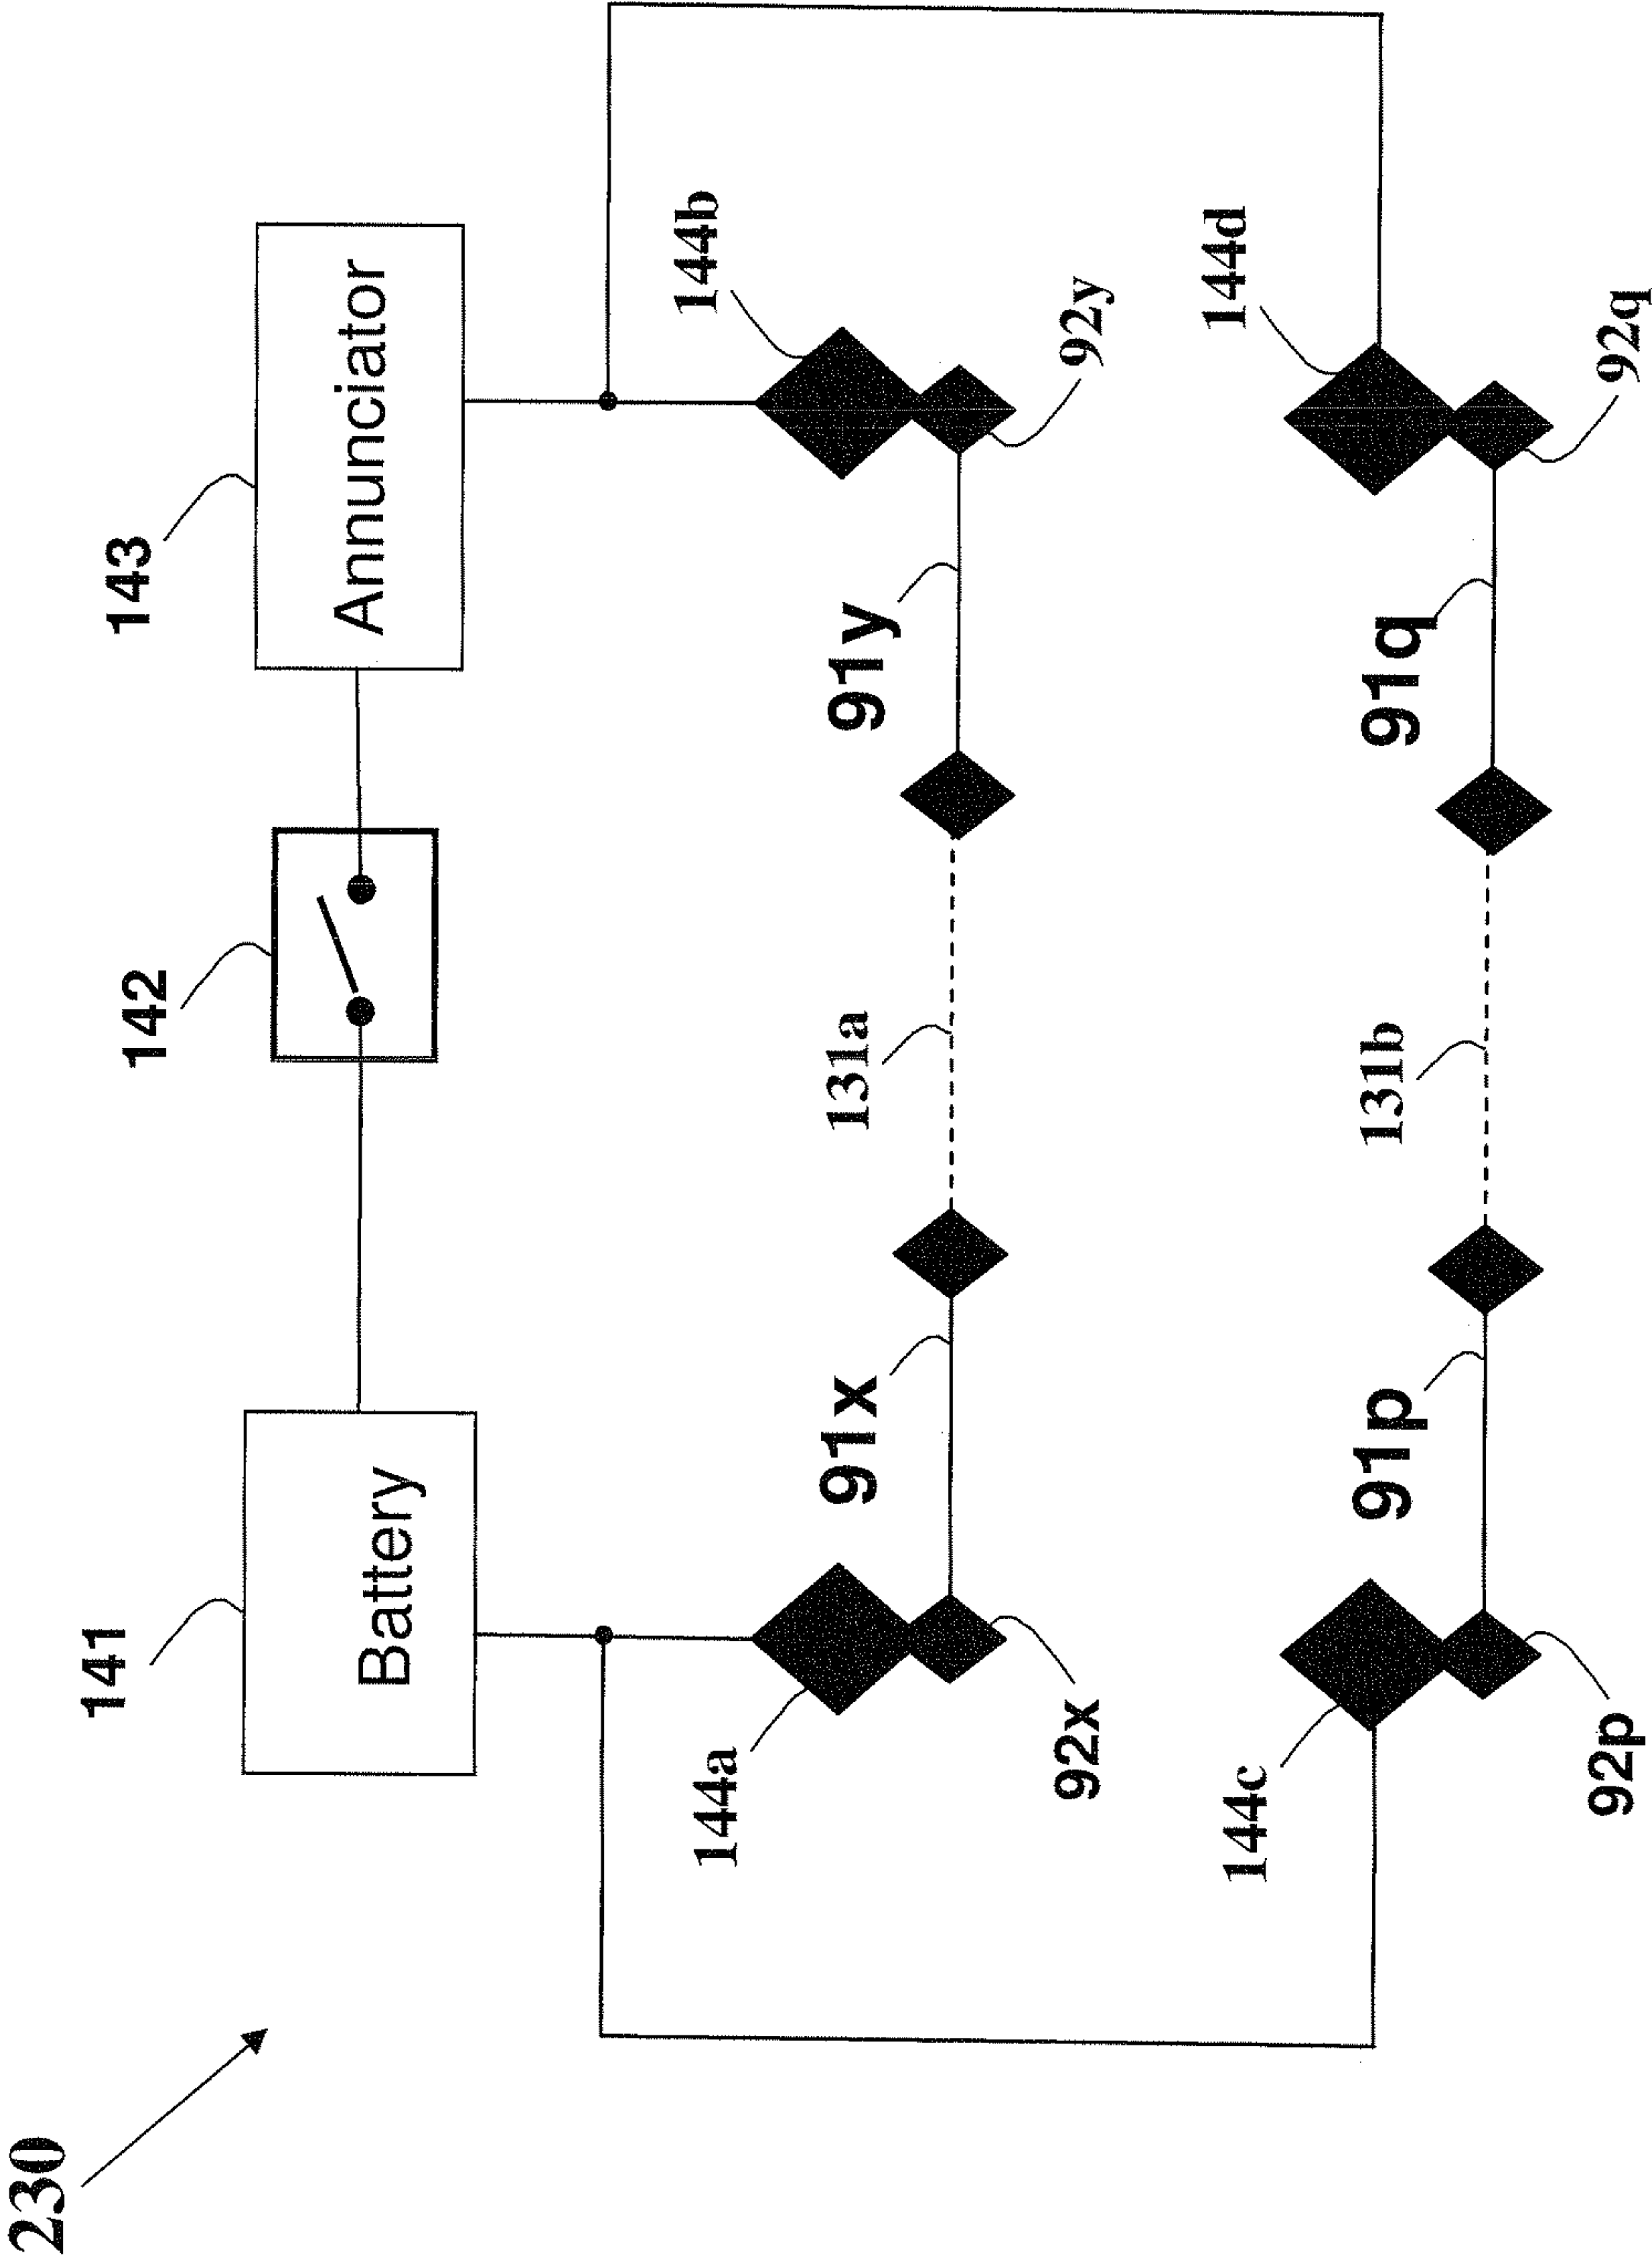 230
141
142
143
Battery
Annunciator
144a
144b
91x
131a
91y
92x
92y
144c
144d
91p
131b
91q
92p
92q